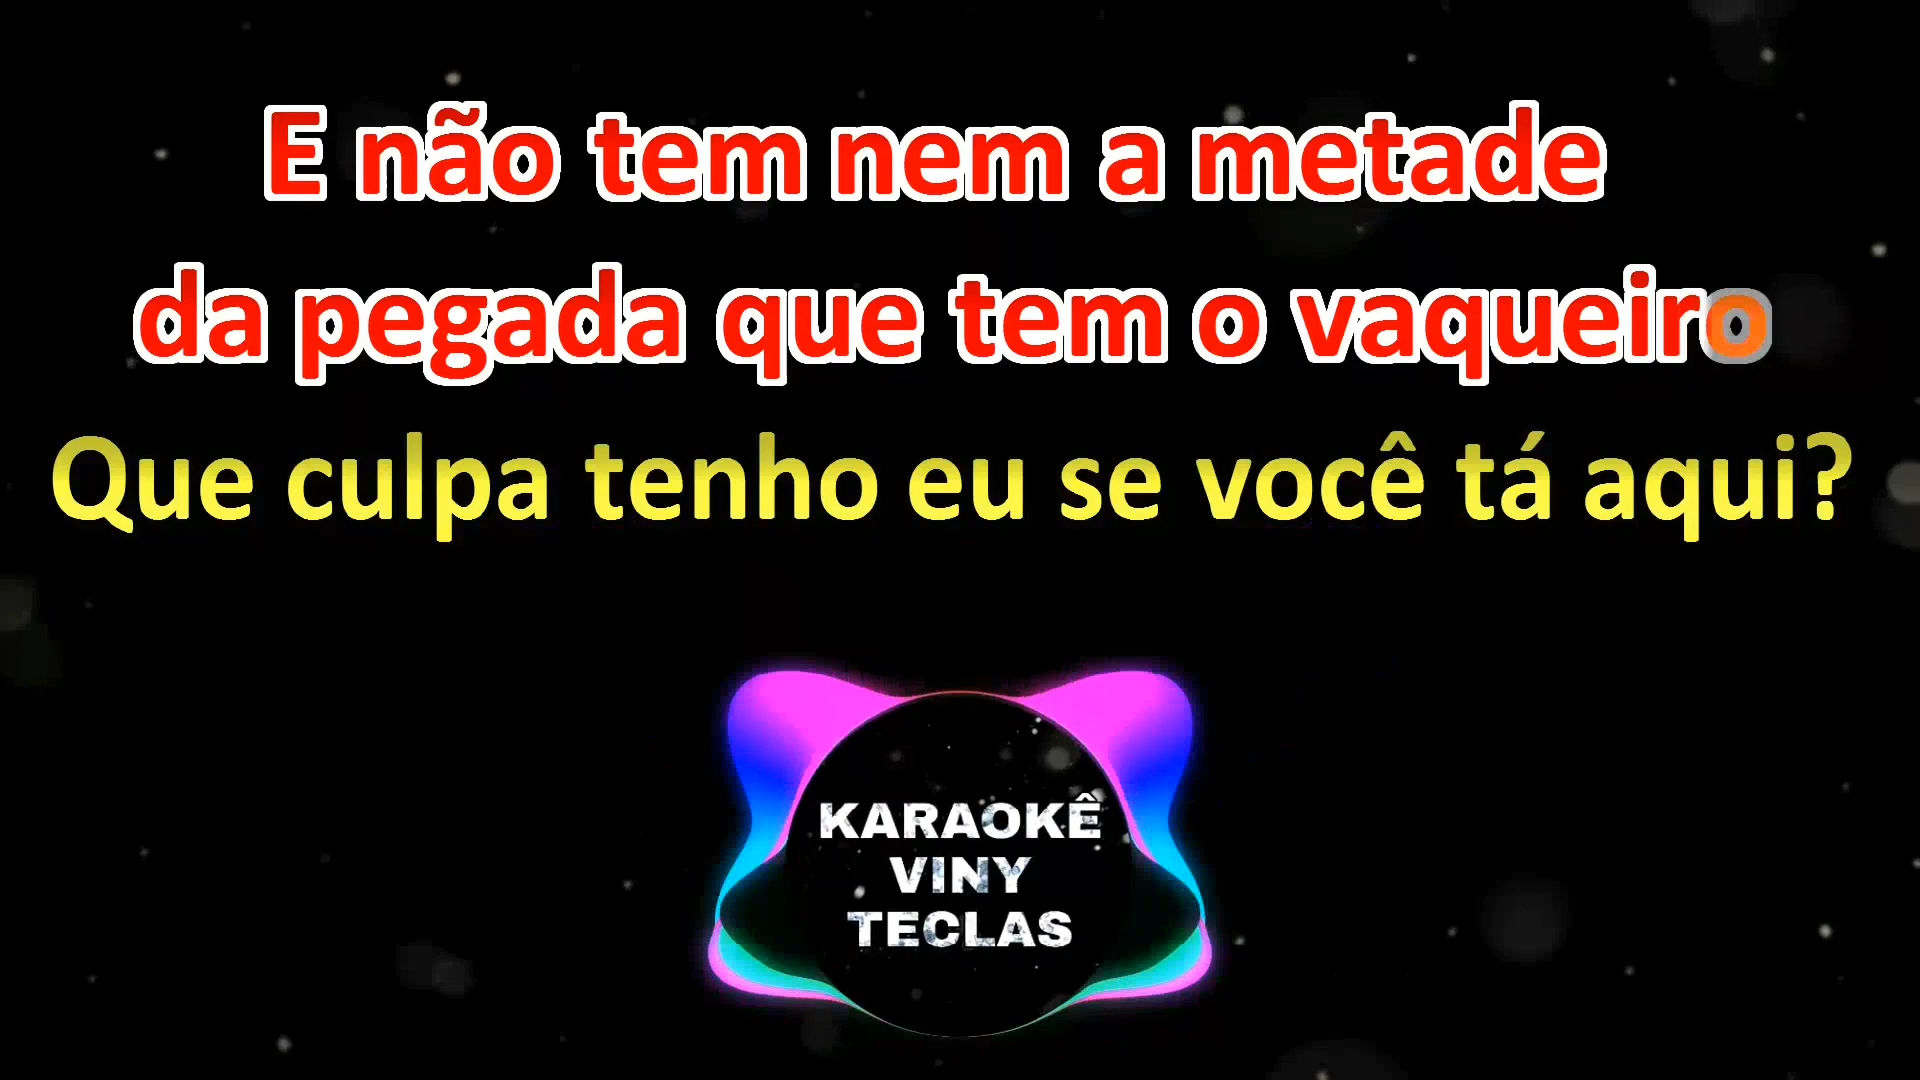 E não tem nem a metade
da pegada que tem o vaqueiro
Que culpa tenho eu se você tá aqui?
KARAOKÊ
VINY
TECLAS